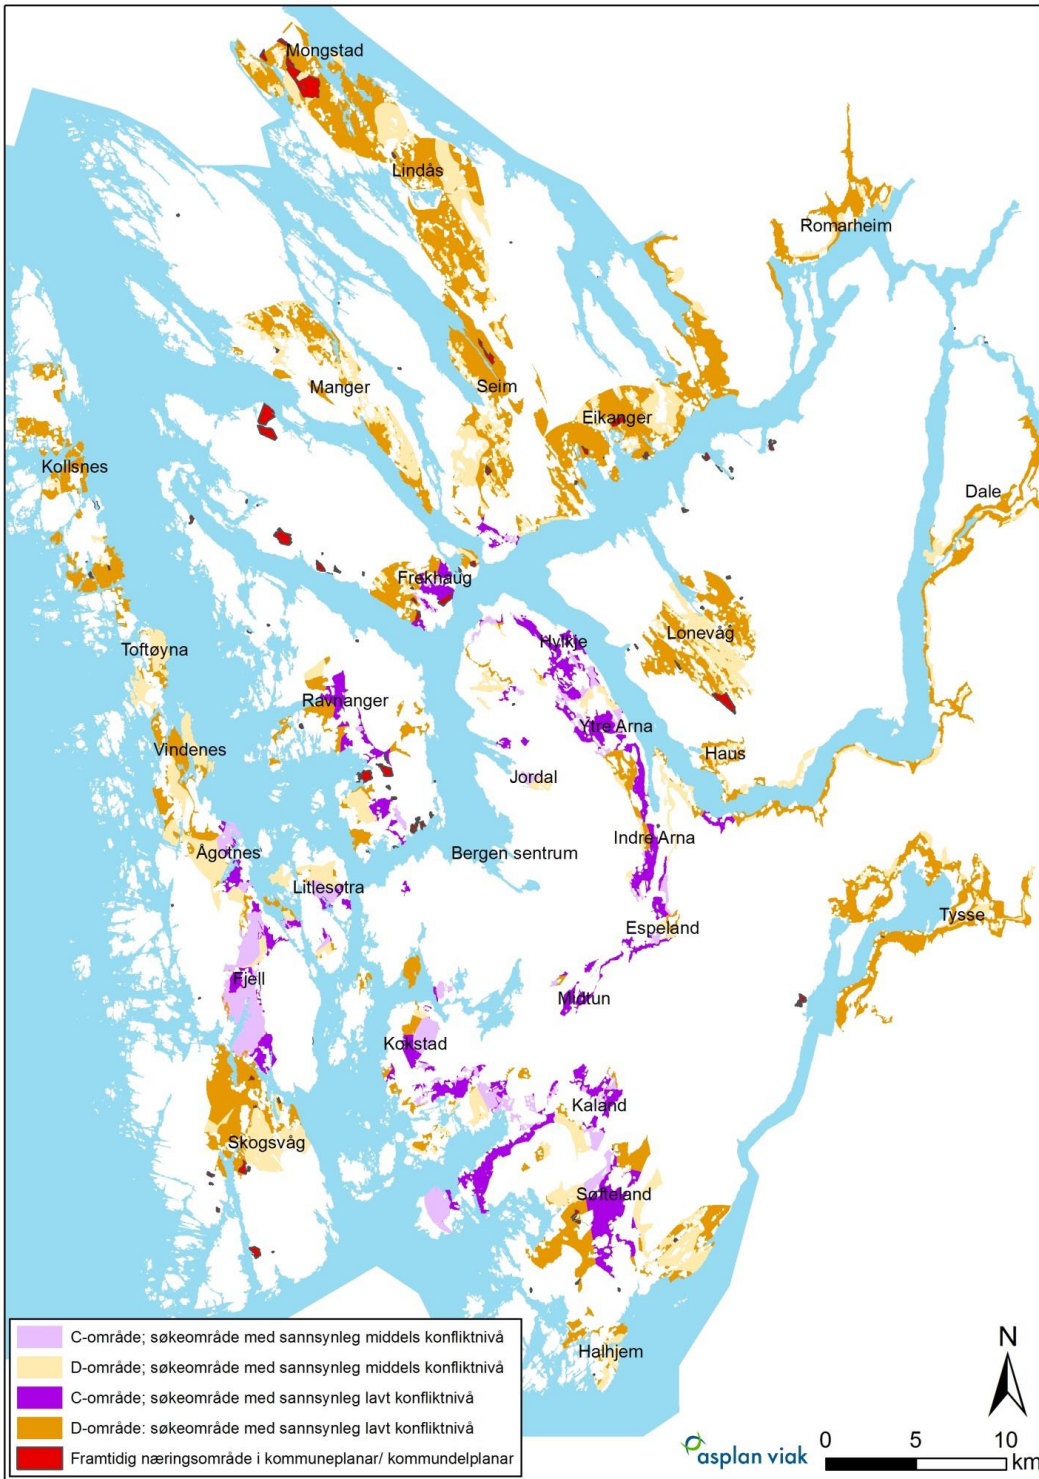 Mongstad
Lindås
Romarheim
Manger
Seim
Eikanger
Kollsnes
Dale
Frekhaug
Toftøyna
Hylkje
Lonevåg
Ravnanger
Ytre Arna
Vindenes
Haus
Jordal
Indre Arna
Ågotnes
Bergen sentrum
Litlesotra
Tysse
Espeland
Fjell
Midtun
Kokstad
Kaland
Skogsvåg
Søfteland
Halhjem
C-område; søkeområde med sannsynleg middels konfliktnivå
D-område; søkeområde med sannsynleg middels konfliktnivå
C-område; søkeområde med sannsynleg lavt konfliktnivå
D-område: søkeområde med sannsynleg lavt konfliktnivå
Framtidig næringsområde i kommuneplanar/ kommundelplanar
N
asplan viak
0 5 10
km